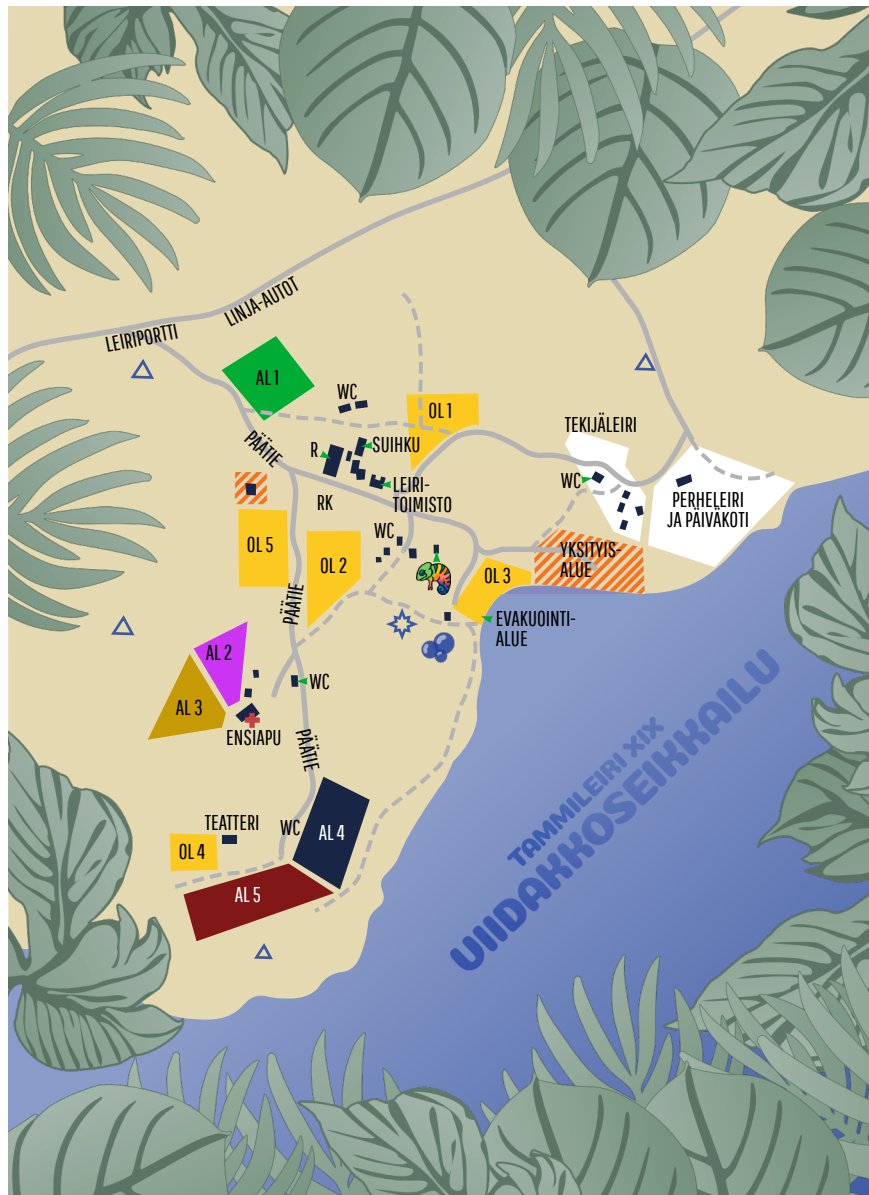 LINJA-AUTOT
LEIRIPORTTI
AL 1
WC
OL 1
TEKIJÄLEIRI
PÄÄTIE
R
SUIHKU
WC
LEIRI-
TOIMISTO
RK
PERHELEIRI
JA PÄIVÄKOTI
WC
OL 5
OL 2
YKSITYIS-
ALUE
OL 3
PÄÄTIE
EVAKUOINTI-
ALUE
AL 2
WC
AL 3
ENSIAPU
PÄÄTIE
TEATTERI
WC
AL 4
OL 4
AL 5
TAMMILEIRI XIX
VIIDAKKOSEIKKAILU